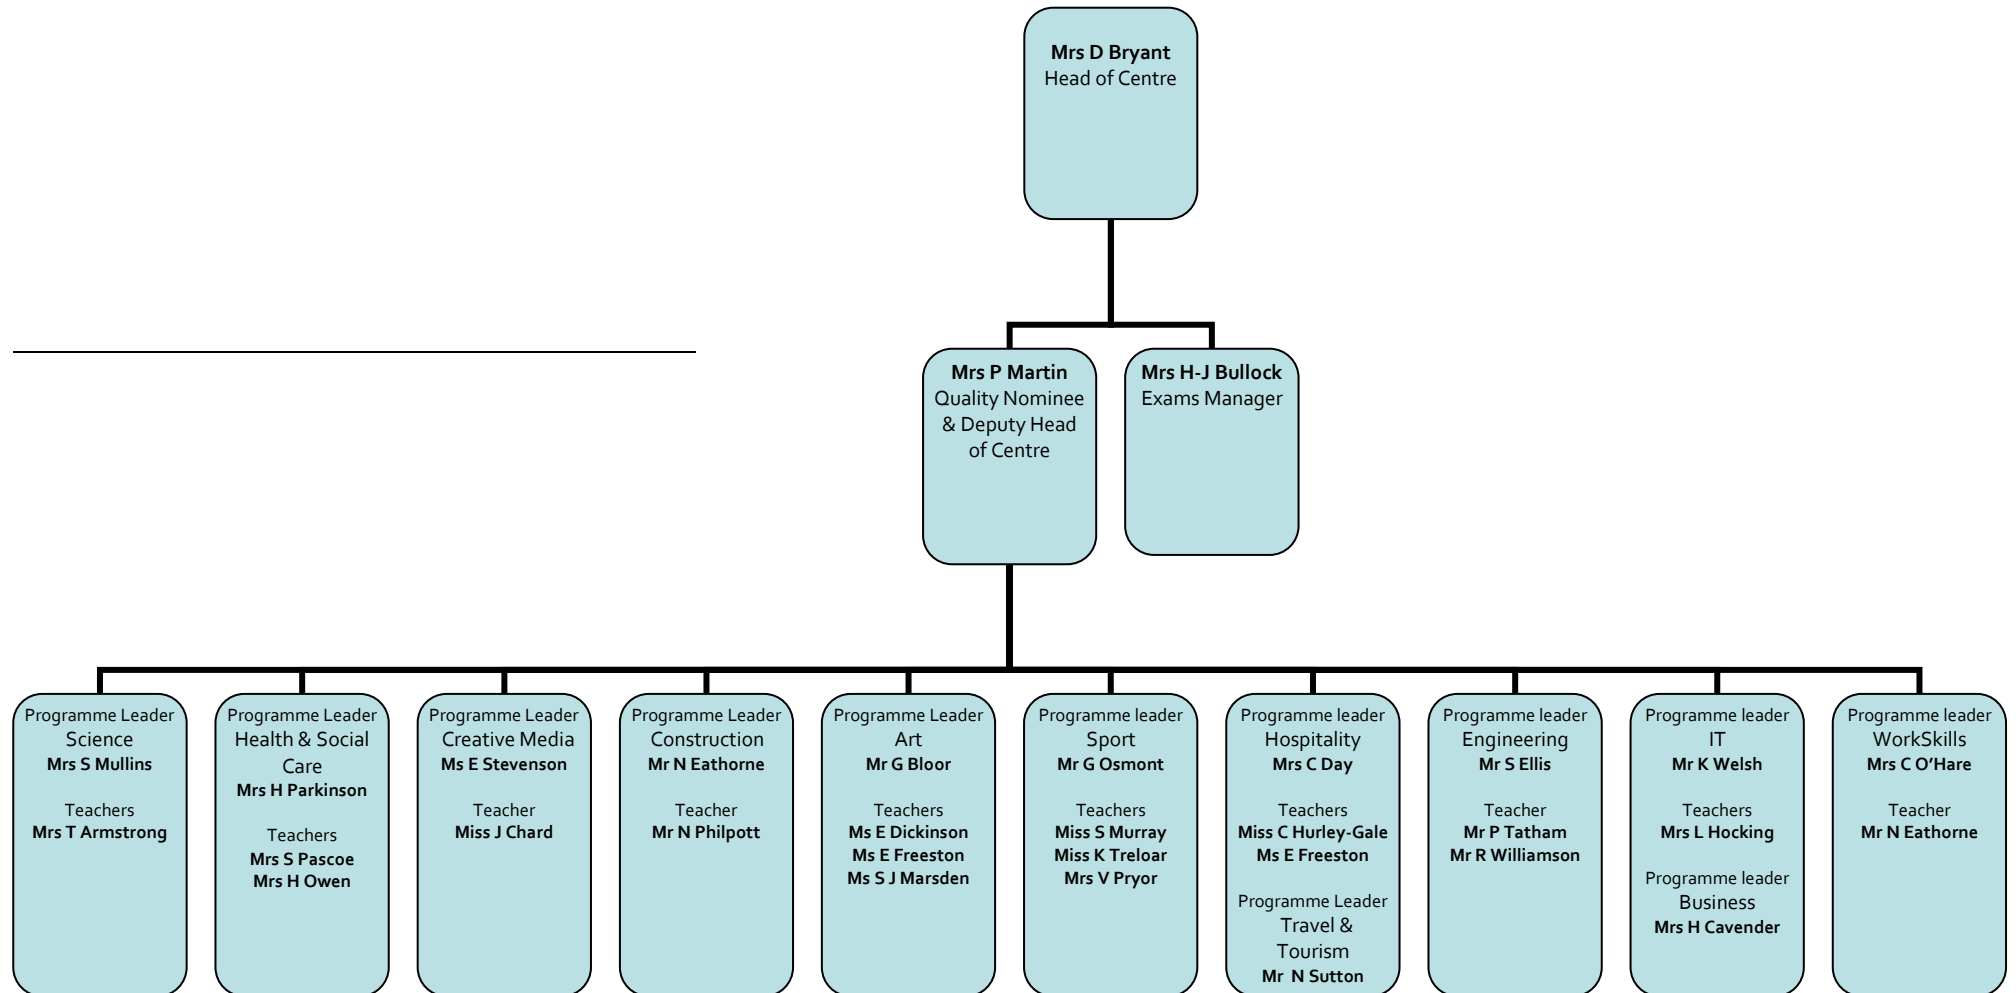 Mrs D Bryant
Head of Centre
Mrs P Martin
Quality Nominee
& Deputy Head
of Centre
Mrs H-J Bullock
Exams Manager
Programme Leader
Science
Mrs S Mullins
Teachers
Mrs T Armstrong
Programme Leader
Health & Social
Care
Mrs H Parkinson
Teachers
Mrs S Pascoe
Mrs H Owen
Programme Leader
Creative Media
Ms E Stevenson
Teacher
Miss J Chard
Programme Leader
Construction
Mr N Eathorne
Teacher
Mr N Philpott
Programme Leader
Art
Mr G Bloor
Teachers
Ms E Dickinson
Ms E Freeston
Ms S J Marsden
Programme leader
Sport
Mr G Osmont
Teachers
Miss S Murray
Miss K Treloar
Mrs V Pryor
Programme leader
Hospitality
Mrs C Day
Teachers
Miss C Hurley-Gale
Ms E Freeston
Programme Leader
Travel &
Tourism
Mr N Sutton
Programme leader
Engineering
Mr S Ellis
Teacher
Mr P Tatham
Mr R Williamson
Programme leader
IT
Mr K Welsh
Teachers
Mrs L Hocking
Programme leader
Business
Mrs H Cavender
Programme leader
WorkSkills
Mrs C O’Hare
Teacher
Mr N Eathorne